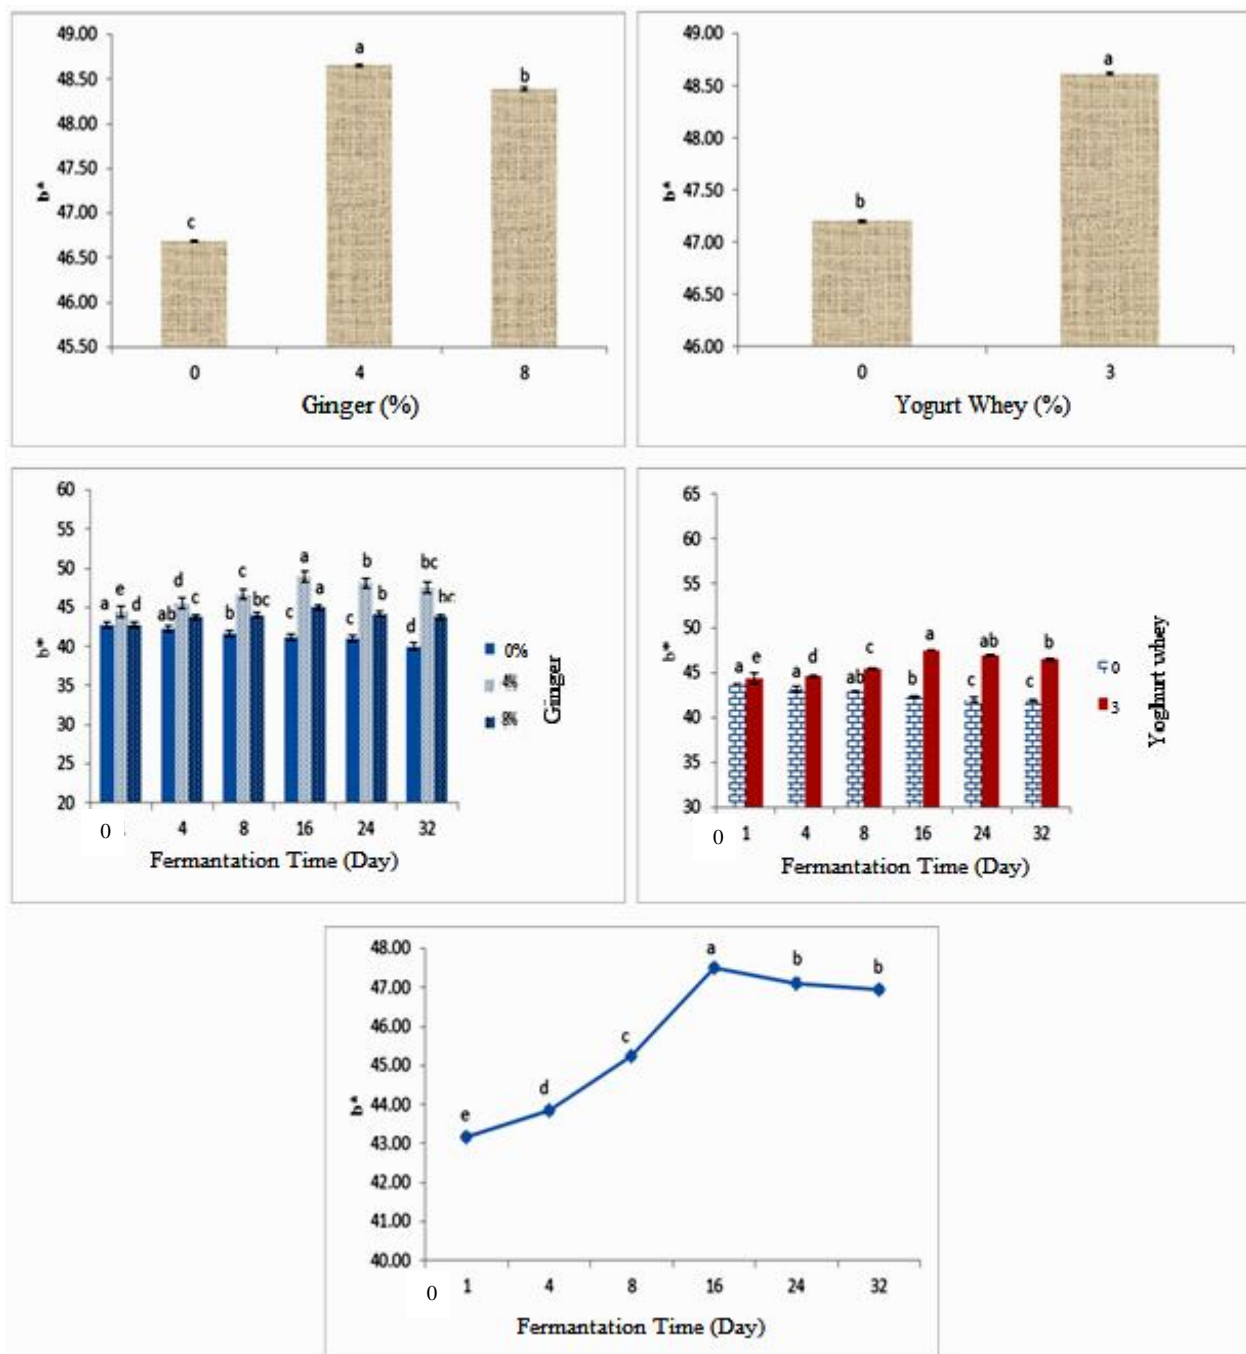 49.00
48.50
48.00
47.50
47.00
46.50
46.00
45.50
b*
a
b
c
0 4 8
Ginger (%)
49.00
48.50
48.00
47.50
47.00
46.50
46.00
b*
a
b
0 3
Yogurt Whey (%)
60
55
50
45
40
35
30
25
20
b*
a e d ab d c b c bc c a a c b b d bc bc
0%
4%
8%
Ginger
0 4 8 16 24 32
Fermantation Time (Day)
65
60
55
50
45
40
35
30
b*
a e a d ab c b a c ab c b
0
3
Yoghurt whey
0 1 4 8 16 24 32
Fermantation Time (Day)
48.00
47.00
46.00
45.00
44.00
43.00
42.00
41.00
40.00
b*
e d c a b b
0 1 4 8 16 24 32
Fermantation Time (Day)